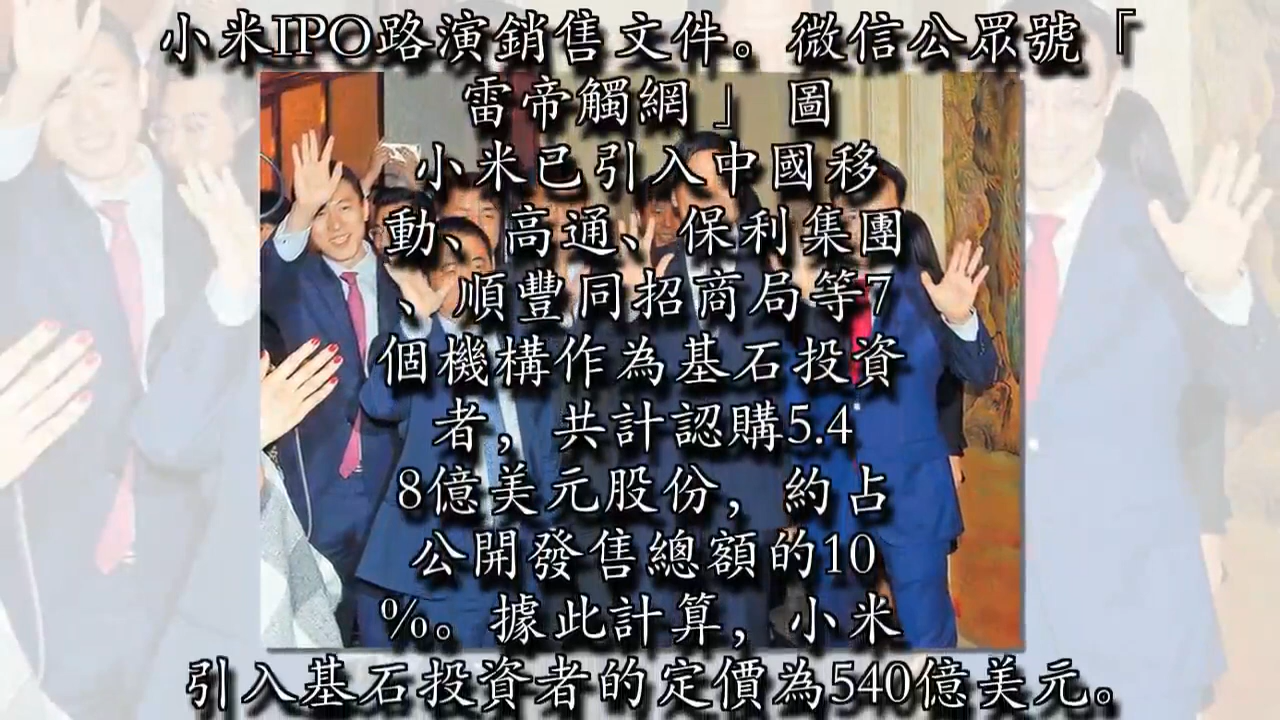 小米IPO路演銷售文件。微信公眾號「
雷帝觸網」 圖
小米已引入中國移
動、高通、保利集團
、順豐同招商局等7
個機構作為基石投資
者，共計認購5.4
8億美元股份，約占
公開發售總額的10
%。據此計算，小米
引入基石投資者的定價為540億美元。